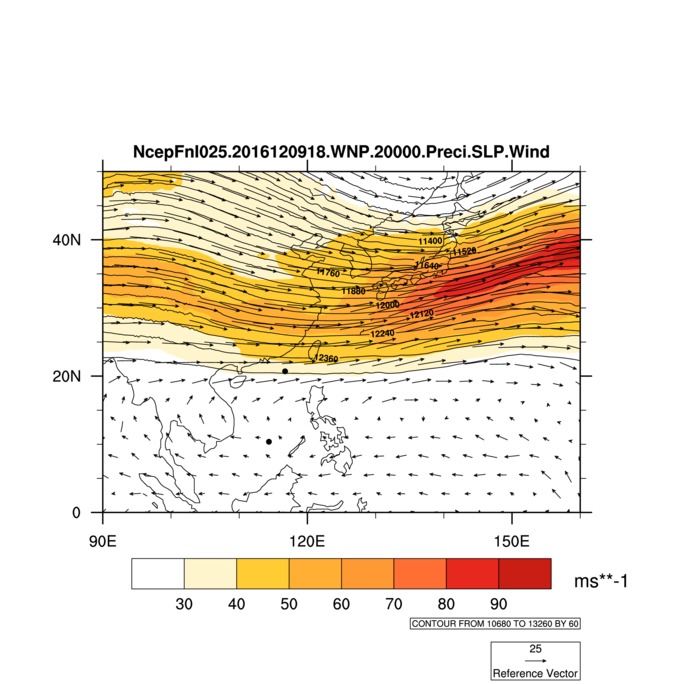 NcepFnl025.2016120918.WNP.20000.Preci.SLP.Wind
40N
11400
11520
11640
11760
11880
12000
12120
12240
12360
20N
0
90E 120E 150E
ms**-1
30 40 50 60 70 80 90
CONTOUR FROM 10680 TO 13260 BY 60
25
Reference Vector